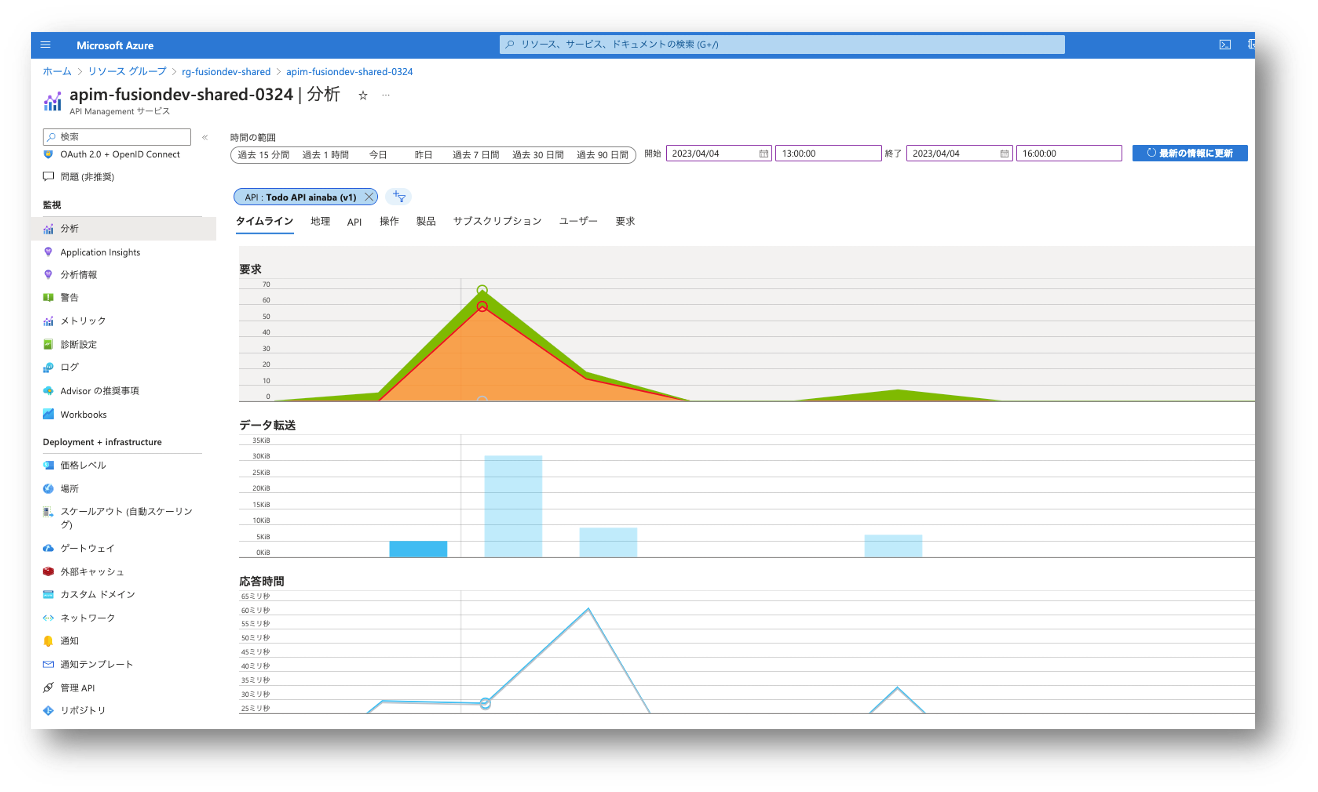 Microsoft Azure
リソース、サービス、ドキュメントの検索 (G+/)
ホーム > リソース グループ > rg-fusiondev-shared > apim-fusiondev-shared-0324
apim-fusiondev-shared-0324 | 分析 ☆ ...
API Management サービス
検索 «
OAuth 2.0 + OpenID Connect
問題 (非推奨)
監視
分析
Application Insights
分析情報
警告
メトリック
診断設定
ログ
Advisor の推奨事項
Workbooks
Deployment + infrastructure
価格レベル
場所
スケールアウト (自動スケーリン
グ)
ゲートウェイ
外部キャッシュ
カスタム ドメイン
ネットワーク
通知
通知テンプレート
管理 API
リポジトリ
時間の範囲
過去 15 分間 過去 1 時間 今日 昨日 過去 7 日間 過去 30 日間 過去 90 日間 開始 2023/04/04 13:00:00 終了 2023/04/04 16:00:00 最新の情報に更新
API : Todo API ainaba (v1)
タイムライン 地理 API 操作 製品 サブスクリプション ユーザー 要求
要求
70
60
50
40
30
20
10
0
データ転送
35KiB
30KiB
25KiB
20KiB
15KiB
10KiB
5KiB
0KiB
応答時間
65ミリ秒
60ミリ秒
55ミリ秒
50ミリ秒
45ミリ秒
40ミリ秒
35ミリ秒
30ミリ秒
25ミリ秒